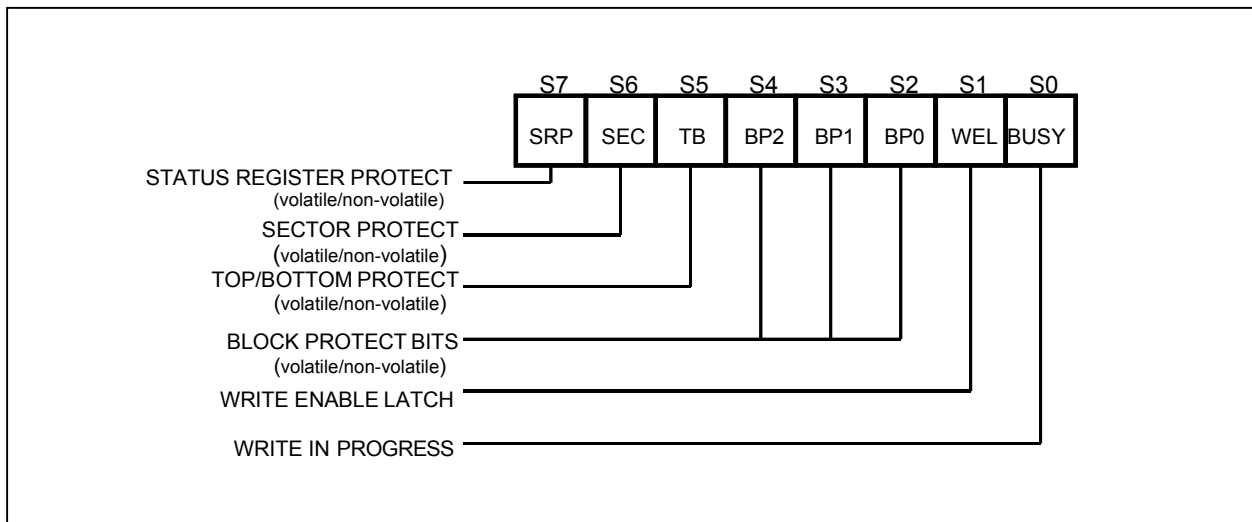 S7 S6 S5 S4 S3 S2 S1 S0
SRP SEC TB BP2 BP1 BP0 WEL BUSY
STATUS REGISTER PROTECT
(volatile/non-volatile)
SECTOR PROTECT
(volatile/non-volatile)
TOP/BOTTOM PROTECT
(volatile/non-volatile)
BLOCK PROTECT BITS
(volatile/non-volatile)
WRITE ENABLE LATCH
WRITE IN PROGRESS